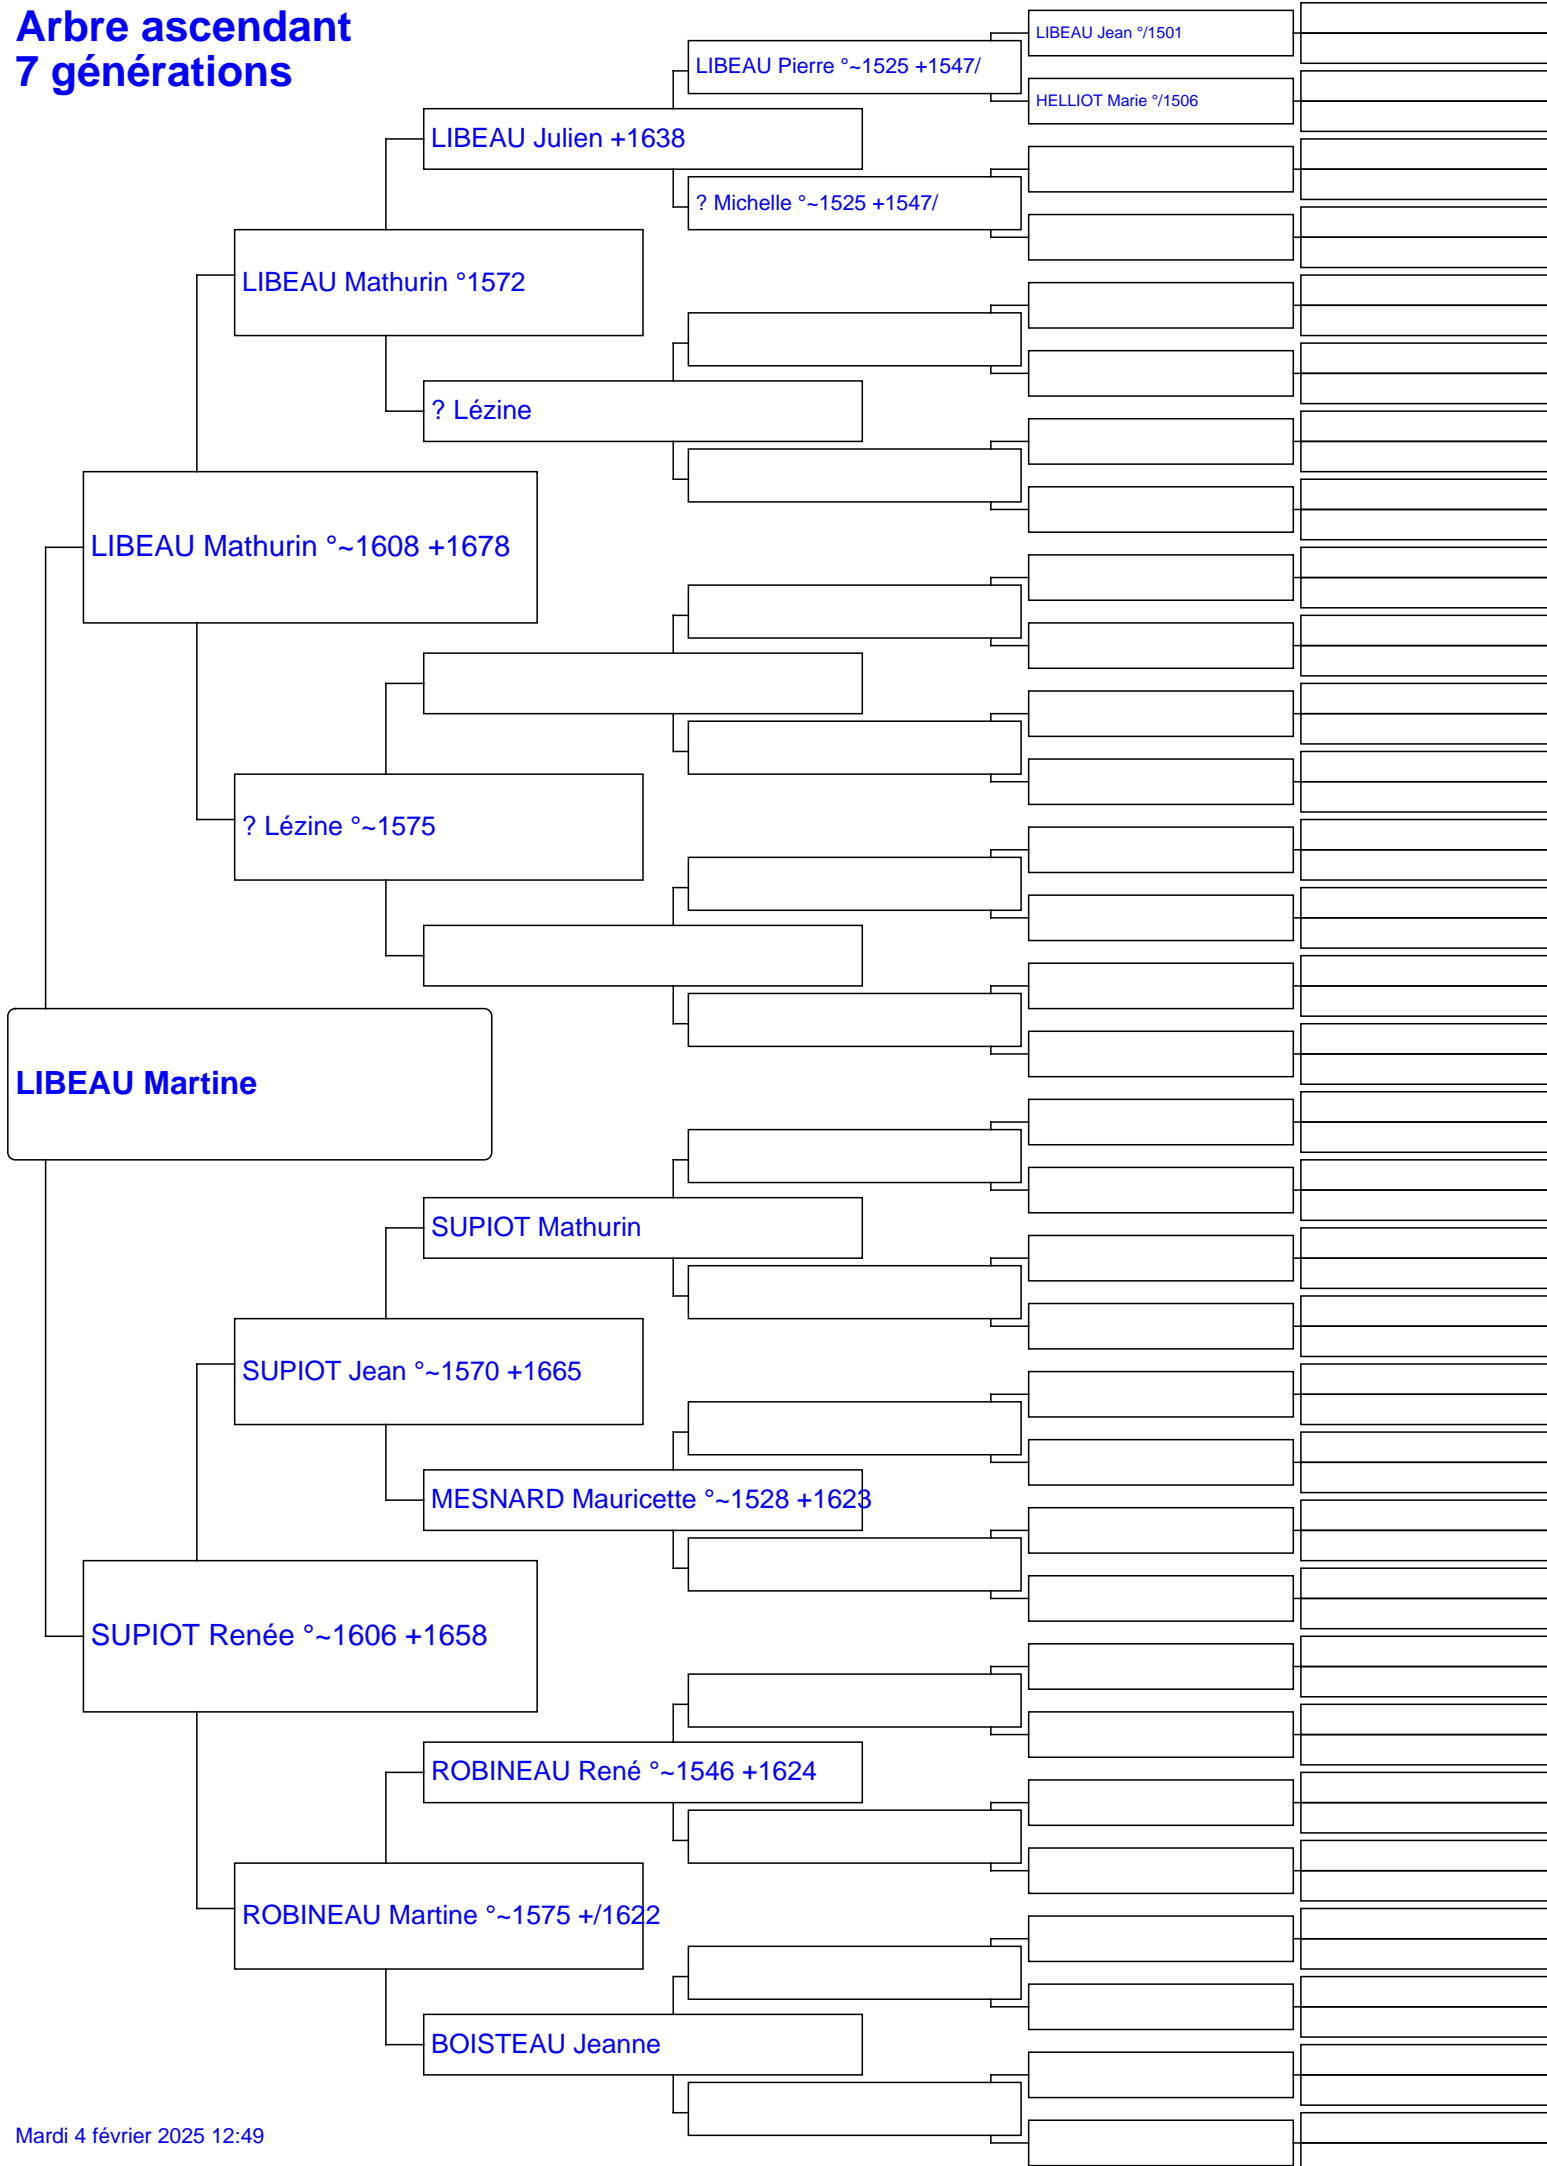 Arbre ascendant
7 générations
LIBEAU Jean °/1501
LIBEAU Pierre °~1525 +1547/
HELLIOT Marie °/1506
LIBEAU Julien +1638
? Michelle °~1525 +1547/
LIBEAU Mathurin °1572
? Lézine
LIBEAU Mathurin °~1608 +1678
? Lézine °~1575
LIBEAU Martine
SUPIOT Mathurin
SUPIOT Jean °~1570 +1665
MESNARD Mauricette °~1528 +1623
SUPIOT Renée °~1606 +1658
ROBINEAU René °~1546 +1624
ROBINEAU Martine °~1575 +/1622
BOISTEAU Jeanne
Mardi 4 février 2025 12:49